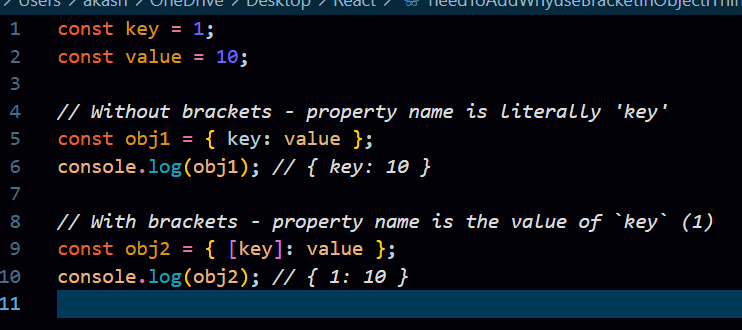 Users > akash > OneDrive > Desktop > React >
1 const key = 1;
2 const value = 10;
3
4 // Without brackets - property name is literally 'key'
5 const obj1 = { key: value };
6 console.log(obj1); // { key: 10 }
7
8 // With brackets - property name is the value of `key` (1)
9 const obj2 = { [key]: value };
10 console.log(obj2); // { 1: 10 }
11